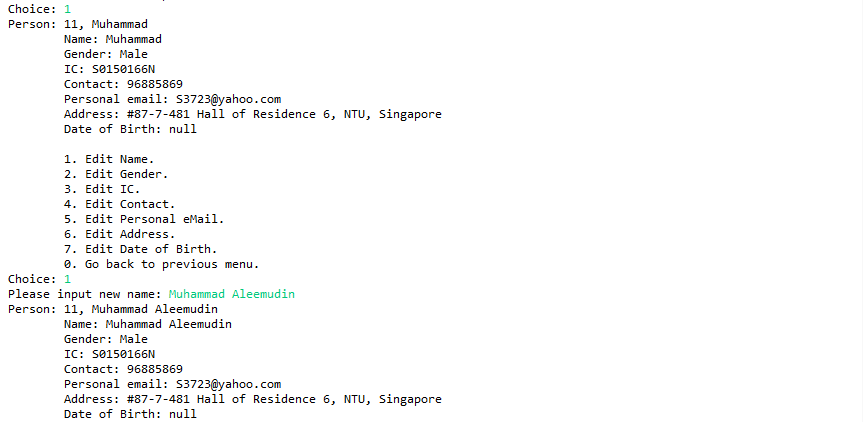 Choice: 1
Person: 11, Muhammad
Name: Muhammad
Gender: Male
IC: S0150166N
Contact: 96885869
Personal email: S3723@yahoo.com
Address: #87-7-481 Hall of Residence 6, NTU, Singapore
Date of Birth: null
1. Edit Name.
2. Edit Gender.
3. Edit IC.
4. Edit Contact.
5. Edit Personal eMail.
6. Edit Address.
7. Edit Date of Birth.
0. Go back to previous menu.
Choice: 1
Please input new name: Muhammad Aleemudin
Person: 11, Muhammad Aleemudin
Name: Muhammad Aleemudin
Gender: Male
IC: S0150166N
Contact: 96885869
Personal email: S3723@yahoo.com
Address: #87-7-481 Hall of Residence 6, NTU, Singapore
Date of Birth: null